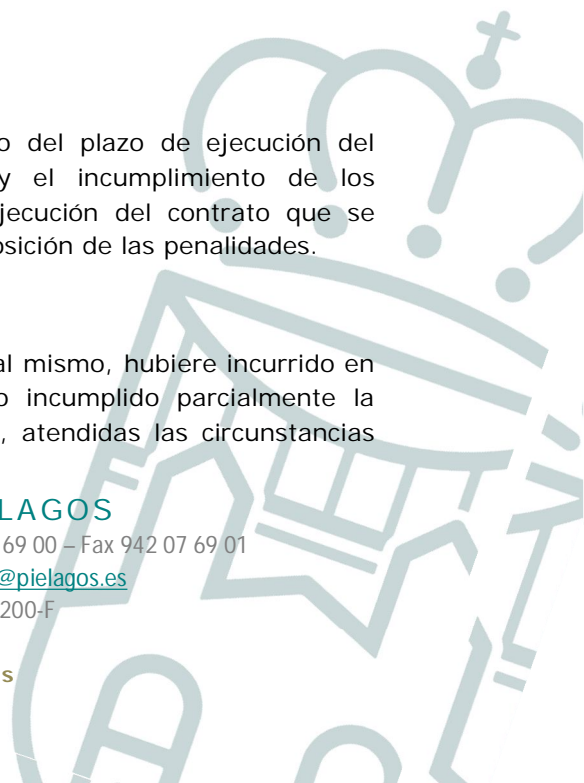 o del plazo de ejecución del
y el incumplimiento de los
jecución del contrato que se
osición de las penalidades.
al mismo, hubiere incurrido en
o incumplido parcialmente la
, atendidas las circunstancias
LAGOS
69 00 – Fax 942 07 69 01
@pielagos.es
200-F
s